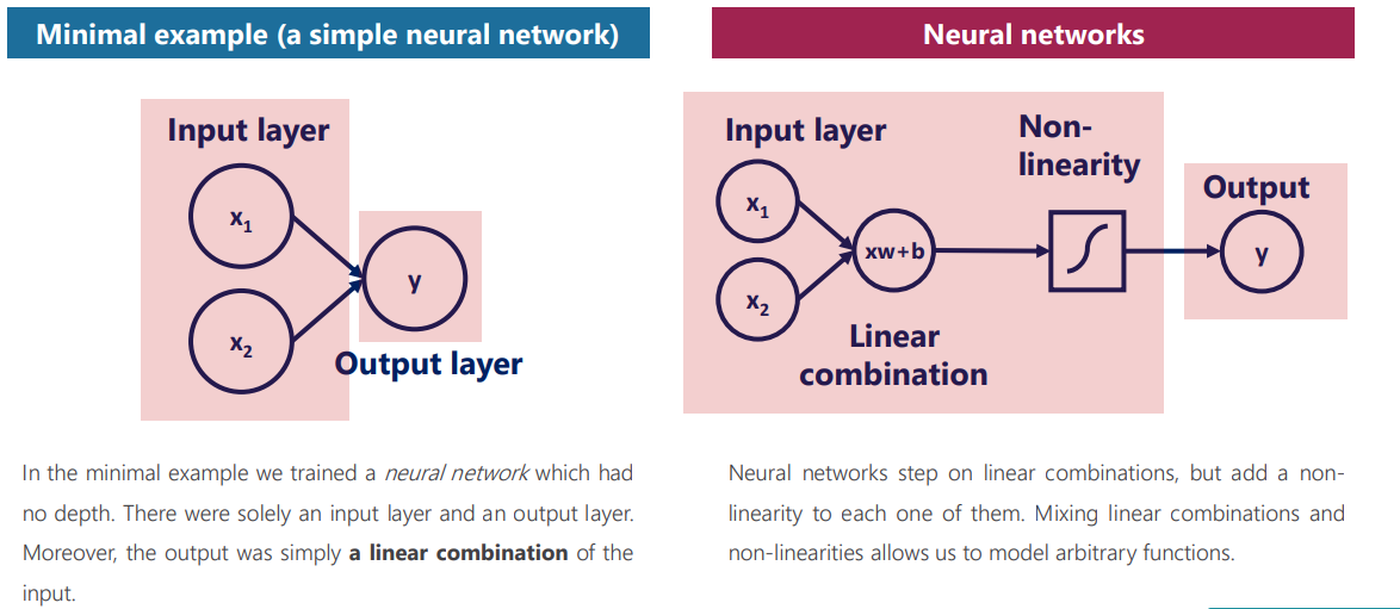 Minimal example (a simple neural network)
Input layer
x₁
x₂
y
Output layer
In the minimal example we trained a neural network which had
no depth. There were solely an input layer and an output layer.
Moreover, the output was simply a linear combination of the
input.
Neural networks
Input layer
x₁
x₂
xw+b
Linear
combination
Non-
linearity
Output
y
Neural networks step on linear combinations, but add a non-
linearity to each one of them. Mixing linear combinations and
non-linearities allows us to model arbitrary functions.